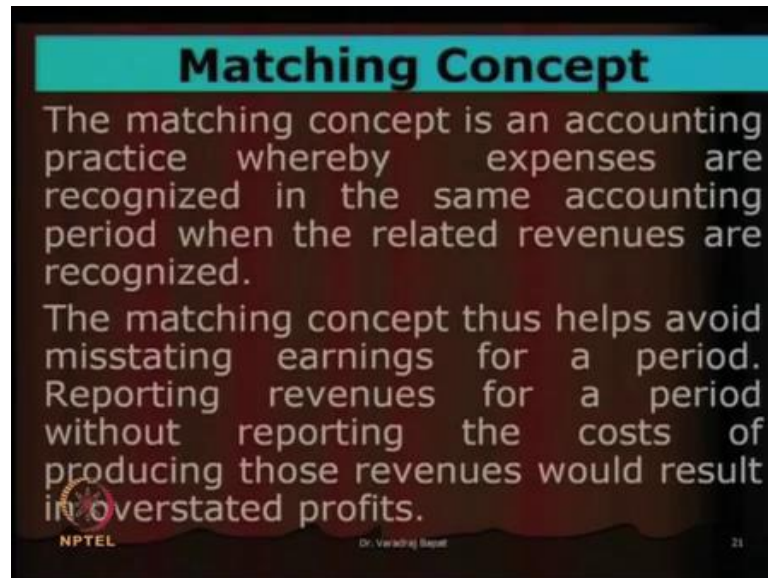 Matching Concept
The matching concept is an accounting
practice whereby expenses are
recognized in the same accounting
period when the related revenues are
recognized.
The matching concept thus helps avoid
misstating earnings for a period.
Reporting revenues for a period
without reporting the costs of
producing those revenues would result
in overstated profits.
NPTEL
Dr. Varadraj Bapat
21